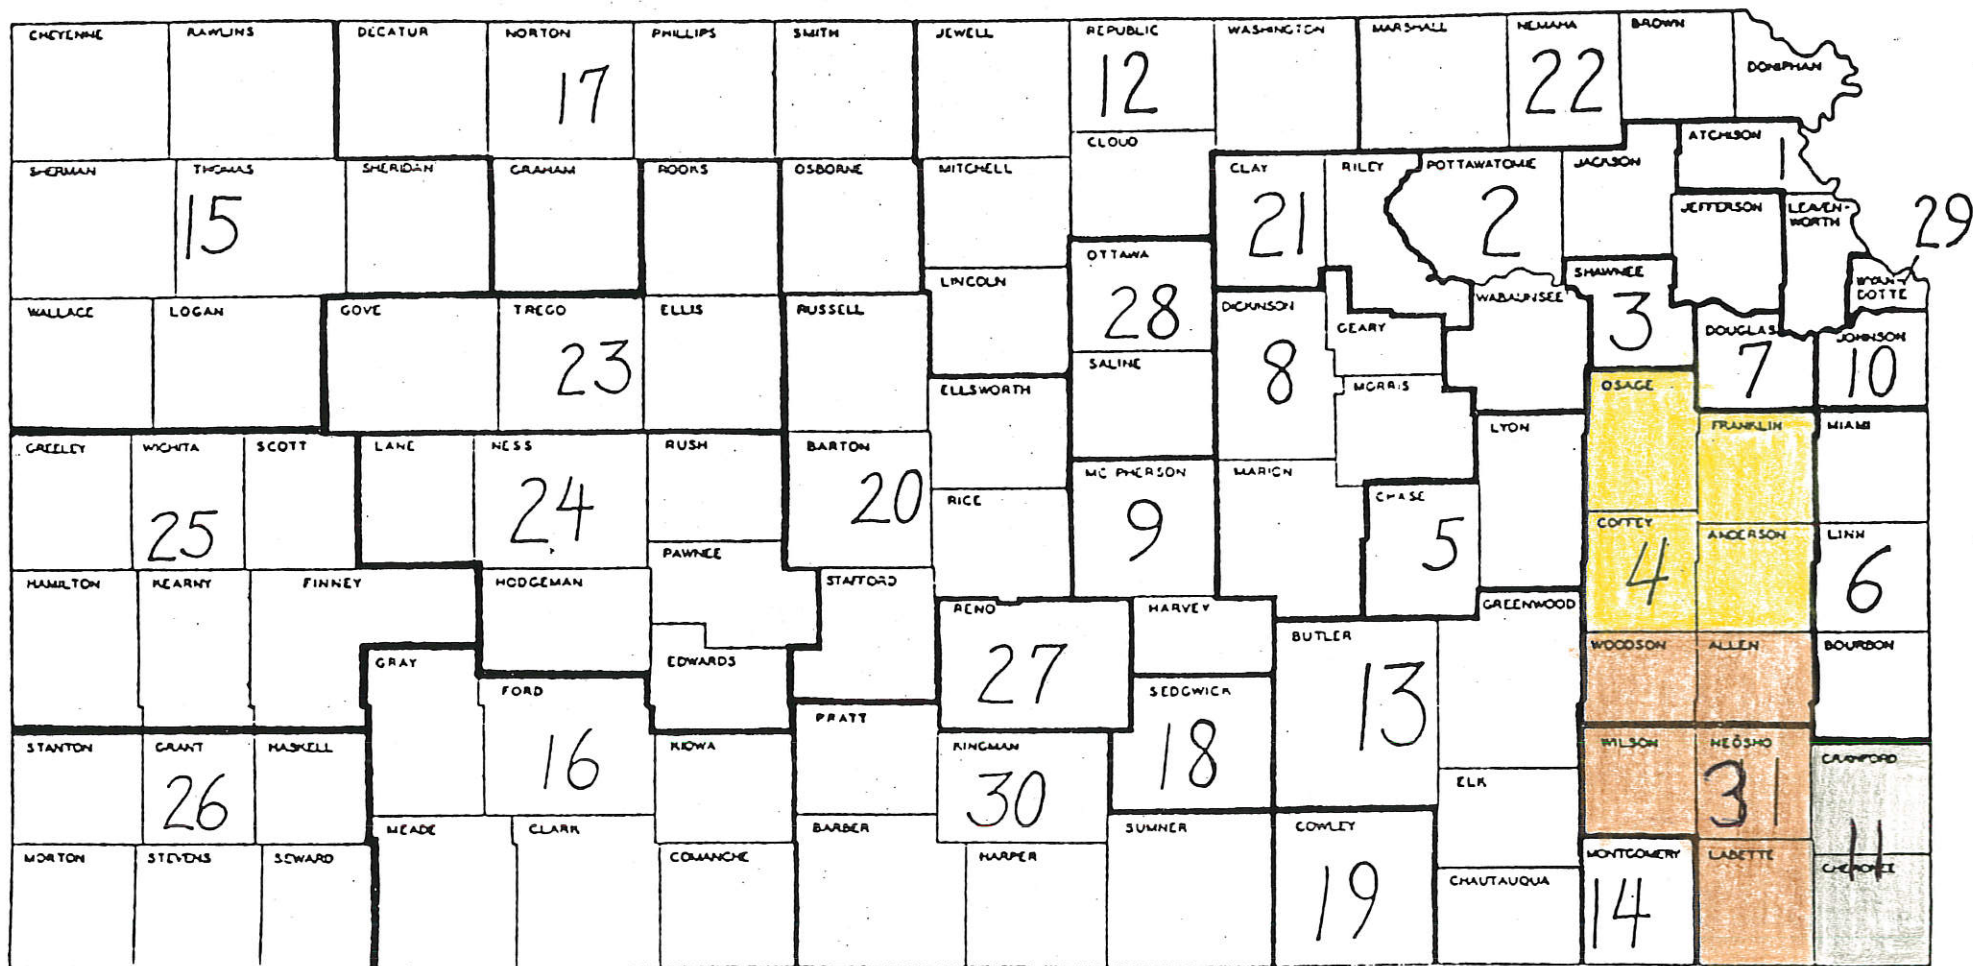 CHEYENNE RAWLINS DECATUR NORTON PHILLIPS SMITH JEWELL REPUBLIC WASHINGTON MARSHALL NEMAHA BROWN
DONIPHAN
17 12 22
CLOUD ATCHISON
1
SHERMAN THOMAS SHERIDAN GRAHAM ROOKS OSBORNE MITCHELL CLAY RILEY POTTAWATOMIE JACKSON
15 21 2 JEFFERSON LEAVEN-
WORTH 29
OTTAWA
LINCOLN SHAWNEE
WYAN-
DOTTE
WALLACE LOGAN GOVE TREGO ELLIS RUSSELL 28 DICKINSON GEARY WABAUNSEE 3 DOUGLAS JOHNSON
23 8 7 10
SALINE
ELLSWORTH MORRIS OSAGE
LYON FRANKLIN MIAMI
GREELEY WICHITA SCOTT LANE NESS RUSH BARTON
MC PHERSON MARION
25 24 20 RICE 9 CHASE 5
COFFEY ANDERSON LINN
PAWNEE 4 6
HAMILTON KEARNY FINNEY HODGEMAN STAFFORD
RENO HARVEY GREENWOOD
27 BUTLER WOODSON ALLEN BOURBON
GRAY EDWARDS
FORD SEDGWICK 13
PRATT
STANTON GRANT HASKELL 16 KIOWA KINGMAN 18 WILSON NEOSHO CRAWFORD
26 30 ELK 31
MEADE CLARK BARBER SUMNER COWLEY
MORTON STEVENS SEWARD COMANCHE HARPER MONTGOMERY LABETTE 11
CHEROKEE
19 CHAUTAUQUA 14